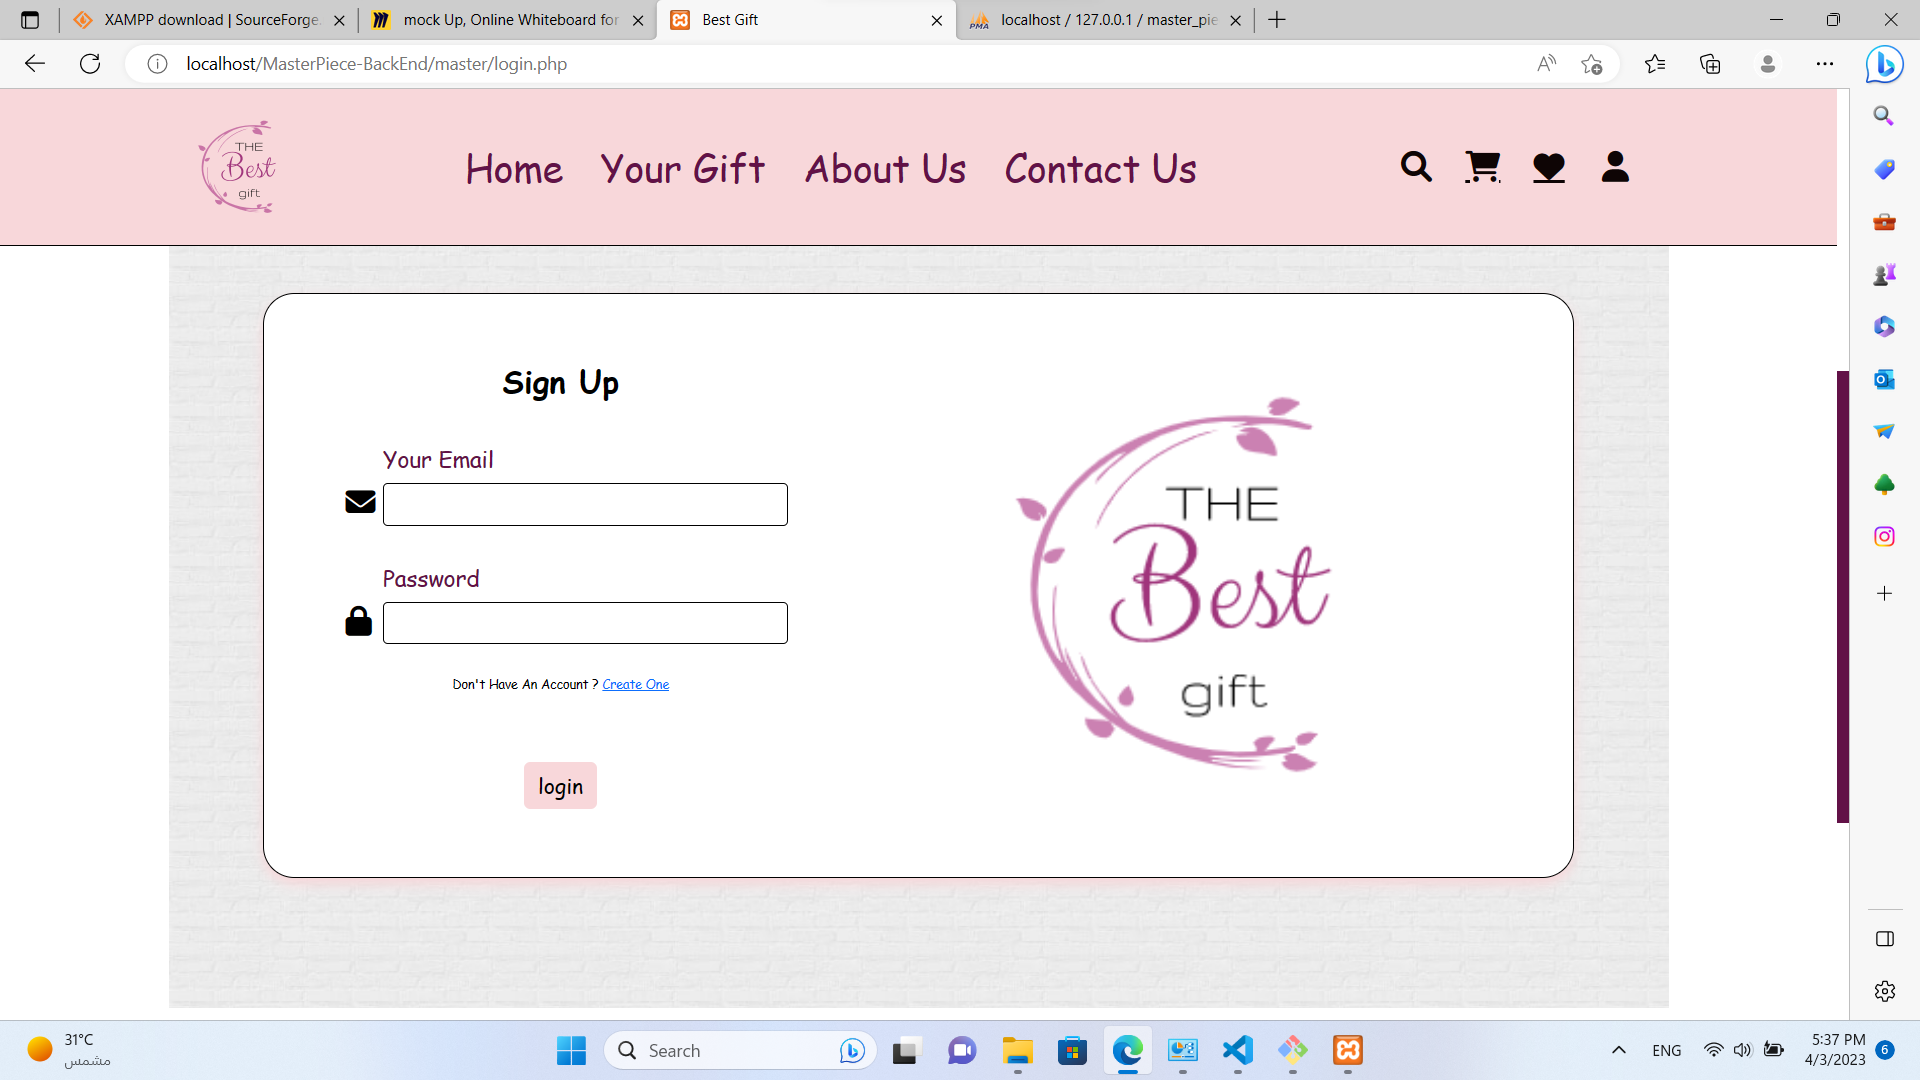 XAMPP download | SourceForge.
mock Up, Online Whiteboard for
Best Gift
localhost / 127.0.0.1 / master_pie
localhost/MasterPiece-BackEnd/master/login.php
THE
Best
gift
Home
Your Gift
About Us
Contact Us
Sign Up
Your Email
Password
Don't Have An Account ? Create One
login
THE
Best
gift
31°C
مشمس
Search
ENG
5:37 PM
4/3/2023
6